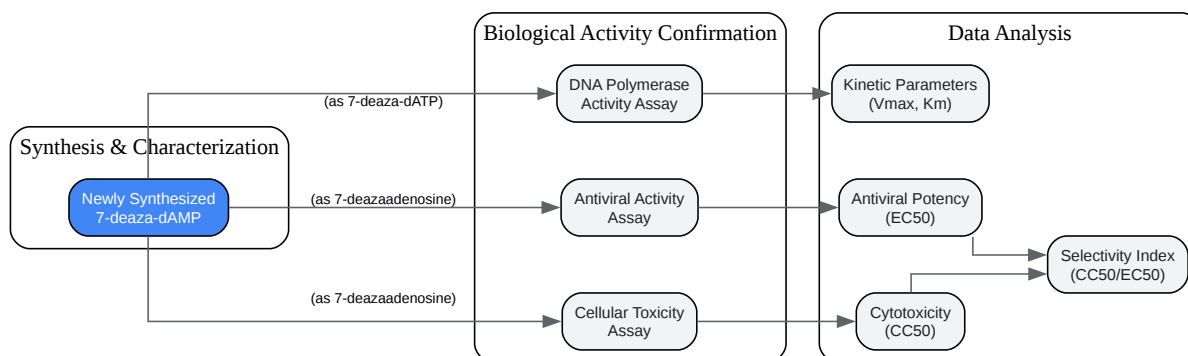 Synthesis & Characterization
Newly Synthesized
7-deaza-dAMP
(as 7-deaza-dATP)
(as 7-deazaadenosine)
(as 7-deazaadenosine)
Biological Activity Confirmation
DNA Polymerase
Activity Assay
Antiviral Activity
Assay
Cellular Toxicity
Assay
Data Analysis
Kinetic Parameters
(Vmax, Km)
Antiviral Potency
(EC50)
Cytotoxicity
(CC50)
Selectivity Index
(CC50/EC50)